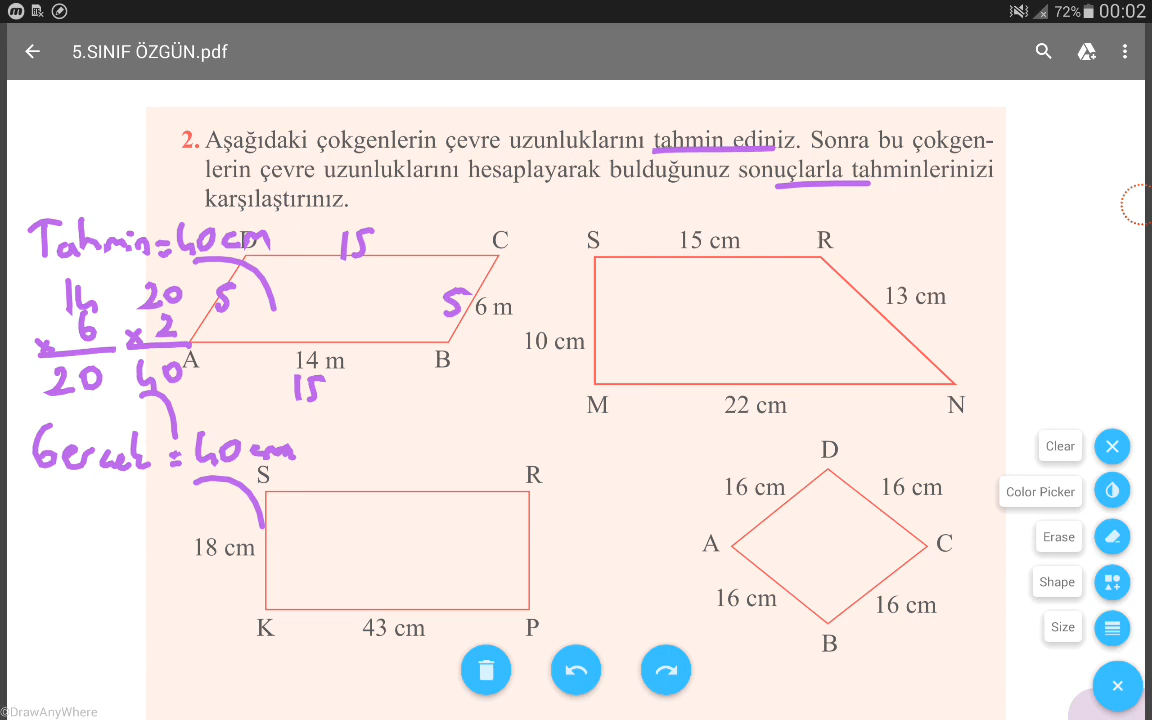 72% 00:02
5.SINIF ÖZGÜN.pdf
2. Aşağıdaki çokgenlerin çevre uzunluklarını tahmin ediniz. Sonra bu çokgen-
lerin çevre uzunluklarını hesaplayarak bulduğunuz sonuçlarla tahminlerinizi
karşılaştırınız.
Tahmin=40cm
D 15 C
5 5 6 m
A 14 m B
15
14 20
x 6 x 2
20 40
Gercek = 40 cm
S 15 cm R
13 cm
10 cm
M 22 cm N
S R
18 cm
K 43 cm P
D
16 cm 16 cm
A C
16 cm 16 cm
B
Clear
Color Picker
Erase
Shape
Size
©DrawAnyWhere